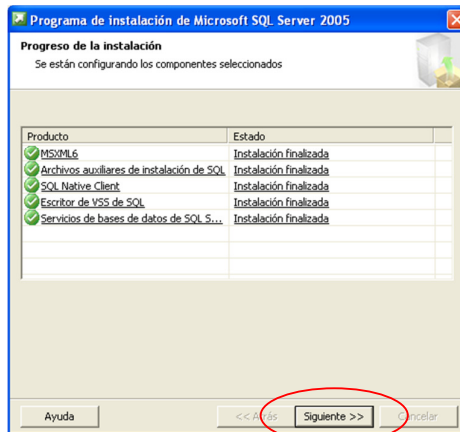 Programa de instalación de Microsoft SQL Server 2005
Progreso de la instalación
Se están configurando los componentes seleccionados
Producto Estado
MSXML6 Instalación finalizada
Archivos auxiliares de instalación de SQL Instalación finalizada
SQL Native Client Instalación finalizada
Escritor de VSS de SQL Instalación finalizada
Servicios de bases de datos de SQL S... Instalación finalizada
Ayuda << Atrás Siguiente >> Cancelar